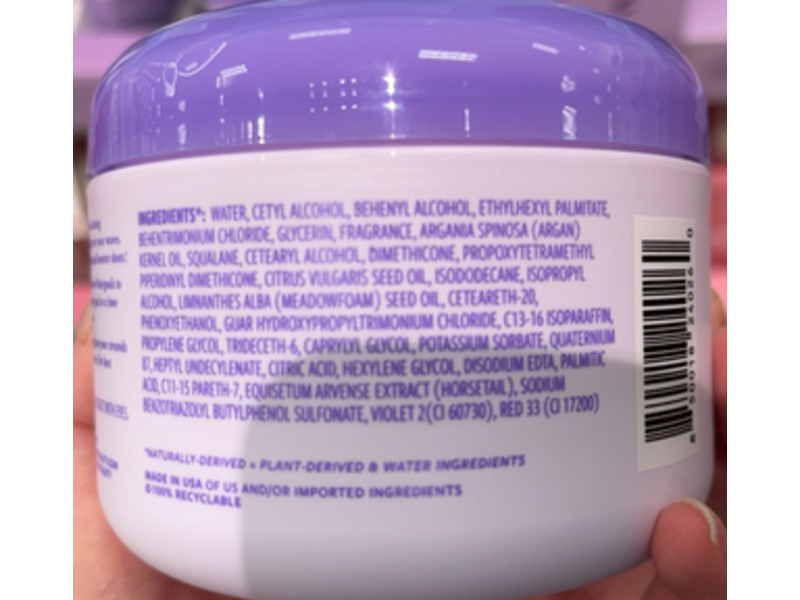 INGREDIENTS*: WATER, CETYL ALCOHOL, BEHENYL ALCOHOL, ETHYLHEXYL PALMITATE,
BEHENTRIMONIUM CHLORIDE, GLYCERIN, FRAGRANCE, ARGANIA SPINOSA (ARGAN)
KERNEL OIL, SQUALANE, CETEARYL ALCOHOL, DIMETHICONE, PROPOXYTETRAMETHYL
PIPERIDINYL DIMETHICONE, CITRUS VULGARIS SEED OIL, ISODODECANE, ISOPROPYL
ALCOHOL, LIMNANTHES ALBA (MEADOWFOAM) SEED OIL, CETEARETH-20,
PHENOXYETHANOL, GUAR HYDROXYPROPYLTRIMONIUM CHLORIDE, C13-16 ISOPARAFFIN,
PROPYLENE GLYCOL, TRIDECETH-6, CAPRYLYL GLYCOL, POTASSIUM SORBATE, QUATERNIUM
87, HEPTYL UNDECYLENATE, CITRIC ACID, HEXYLENE GLYCOL, DISODIUM EDTA, PALMITIC
ACID, C11-15 PARETH-7, EQUISETUM ARVENSE EXTRACT (HORSETAIL), SODIUM
BENZOTRIAZOLYL BUTYLPHENOL SULFONATE, VIOLET 2(CI 60730), RED 33 (CI 17200)
*NATURALLY-DERIVED = PLANT-DERIVED & WATER INGREDIENTS
MADE IN USA OF US AND/OR IMPORTED INGREDIENTS
100% RECYCLABLE